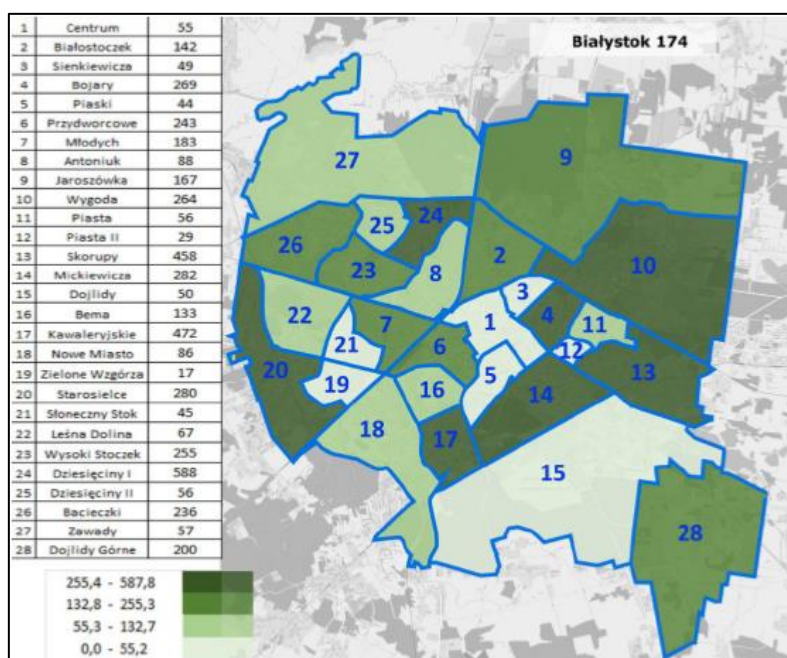 Białystok 174
1 Centrum 55
2 Białostoczek 142
3 Sienkiewicza 49
4 Bojary 269
5 Piaski 44
6 Przydworcowe 243
7 Młodych 183
8 Antoniuk 88
9 Jaroszówka 167
10 Wygoda 264
11 Piasta 56
12 Piasta II 29
13 Skorupy 458
14 Mickiewicza 282
15 Dojlidy 50
16 Bema 133
17 Kawaleryjskie 472
18 Nowe Miasto 86
19 Zielone Wzgórza 17
20 Starosielce 280
21 Słoneczny Stok 45
22 Leśna Dolina 67
23 Wysoki Stoczek 255
24 Dziesięciny I 588
25 Dziesięciny II 56
26 Bacieczki 236
27 Zawady 57
28 Dojlidy Górne 200
27
9
25
24
26
23
8
2
10
22
7
3
4
11
1
21
6
12
20
19
5
13
16
14
18
17
15
28
255,4 - 587,8
132,8 - 255,3
55,3 - 132,7
0,0 - 55,2